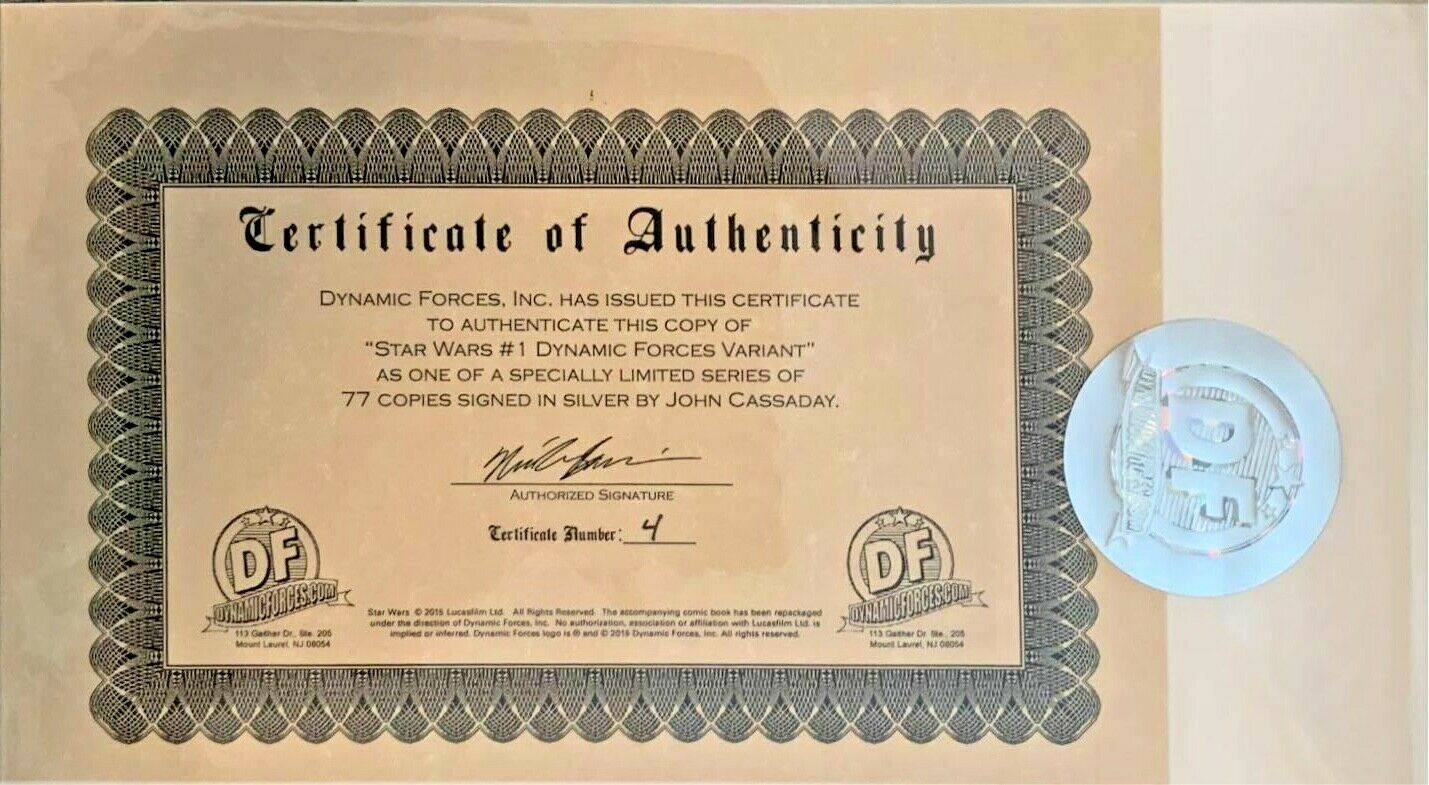 Certificate of Authenticity
DYNAMIC FORCES, INC. HAS ISSUED THIS CERTIFICATE
TO AUTHENTICATE THIS COPY OF
"STAR WARS #1 DYNAMIC FORCES VARIANT"
AS ONE OF A SPECIALLY LIMITED SERIES OF
77 COPIES SIGNED IN SILVER BY JOHN CASSADAY.
AUTHORIZED SIGNATURE
Certificate Number: 4
DF
DYNAMICFORCES.COM
113 Gaither Dr., Ste. 205
Mount Laurel, NJ 08054
Star Wars © 2015 Lucasfilm Ltd. All Rights Reserved. The accompanying comic book has been repackaged
under the direction of Dynamic Forces, Inc. No authorization, association or affiliation with Lucasfilm Ltd. is
implied or inferred. Dynamic Forces logo is ® and © 2015 Dynamic Forces, Inc. All rights reserved.
DF
DYNAMICFORCES.COM
113 Gaither Dr. Ste., 205
Mount Laurel, NJ 08054
DF